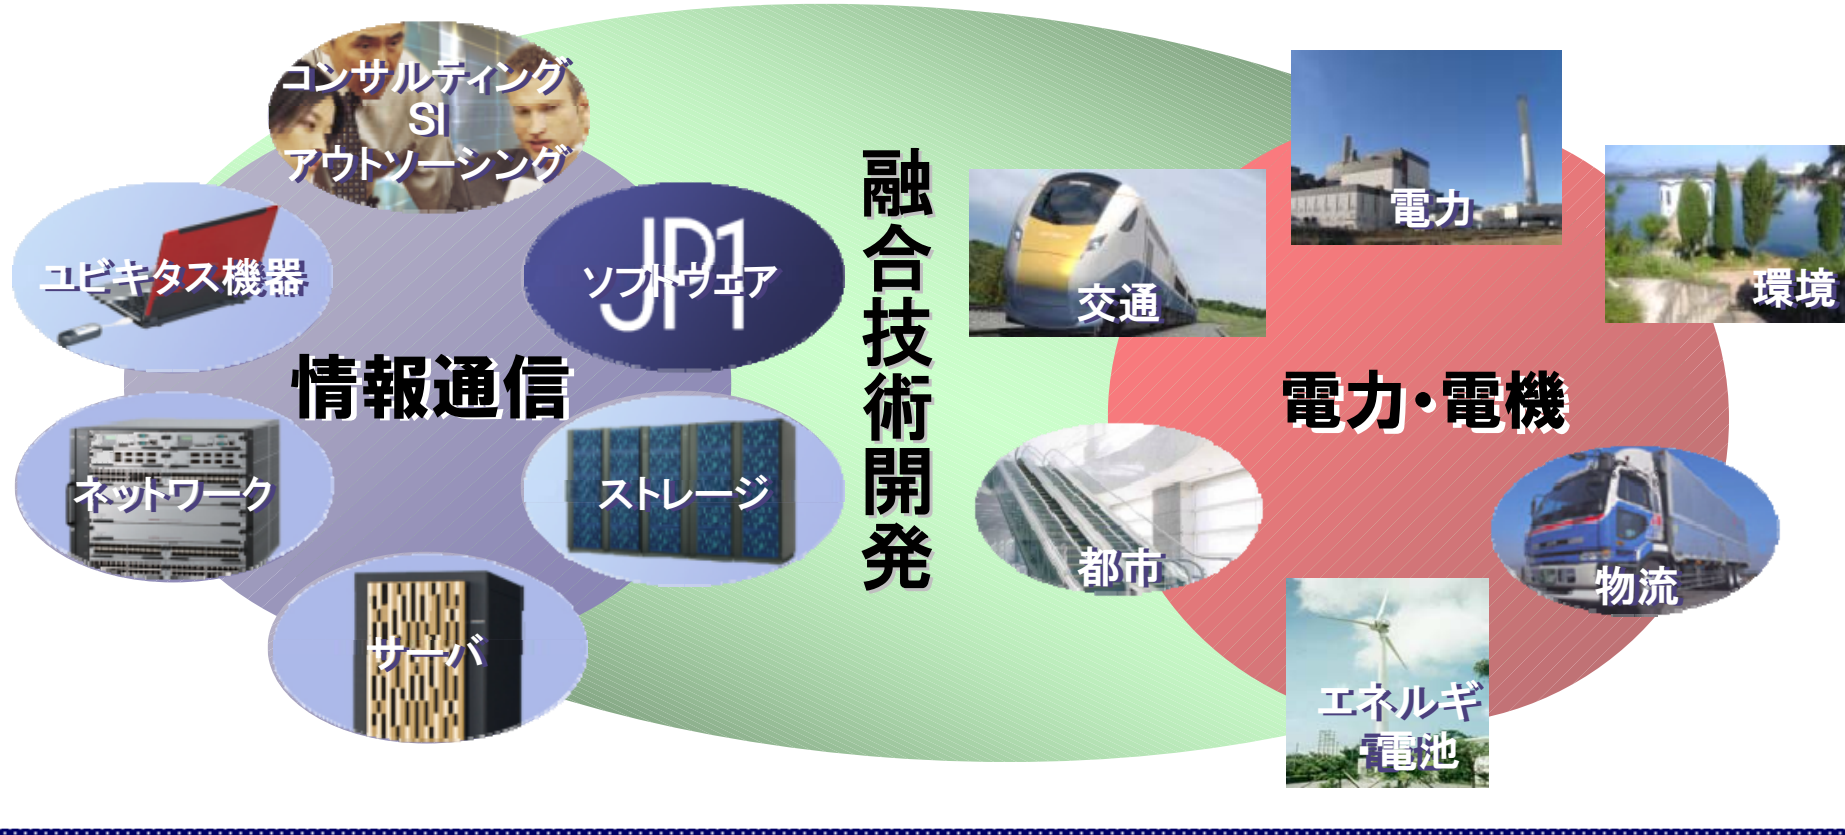 コンサルティング
SI
アウトソーシング
ユビキタス機器
JP1
ソフトウェア
情報通信
ネットワーク
ストレージ
サーバ
融合技術開発
電力
交通
環境
電力・電機
都市
物流
エネルギ
・電池